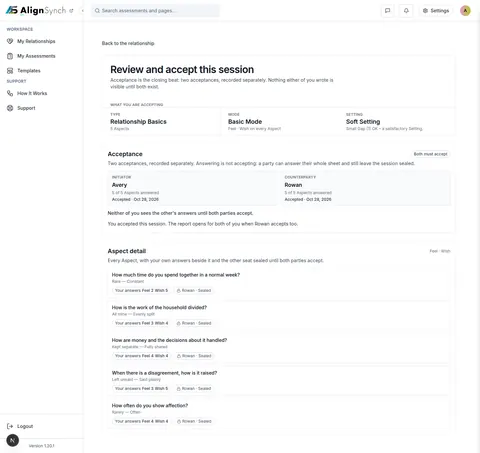 AlignSynch
Search assessments and pages...
Settings
A
WORKSPACE
My Relationships
My Assessments
Templates
SUPPORT
How It Works
Support
Back to the relationship
Review and accept this session
Acceptance is the closing beat: two acceptances, recorded separately. Nothing either of you wrote is
visible until both exist.
WHAT YOU ARE ACCEPTING
TYPE
Relationship Basics
5 Aspects
MODE
Basic Mode
Feel · Wish on every Aspect
SETTING
Soft Setting
Small Gap
OK – a satisfactory Setting.
Acceptance
Both must accept
Two acceptances, recorded separately. Answering is not accepting: a party can answer their whole sheet and still leave the session sealed.
INITIATOR
Avery
5 of 5 Aspects answered
Accepted · Oct 28, 2026
COUNTERPARTY
Rowan
5 of 5 Aspects answered
Accepted · Oct 28, 2026
Neither of you sees the other's answers until both parties accept.
You accepted this session. The report opens for both of you when Rowan accepts too.
Aspect detail
Feel · Wish
Every Aspect, with your own answers beside it and the other seat sealed until both parties accept.
How much time do you spend together in a normal week?
Rare — Constant
Your answers Feel 2 Wish 5
Rowan · Sealed
How is the work of the household divided?
All mine — Evenly split
Your answers Feel 3 Wish 4
Rowan · Sealed
How are money and the decisions about it handled?
Kept separate — Fully shared
Your answers Feel 4 Wish 4
Rowan · Sealed
When there is a disagreement, how is it raised?
Left unsaid — Said plainly
Your answers Feel 3 Wish 5
Rowan · Sealed
How often do you show affection?
Rarely — Often
Your answers Feel 4 Wish 4
Rowan · Sealed
Logout
N
Version 1.20.1